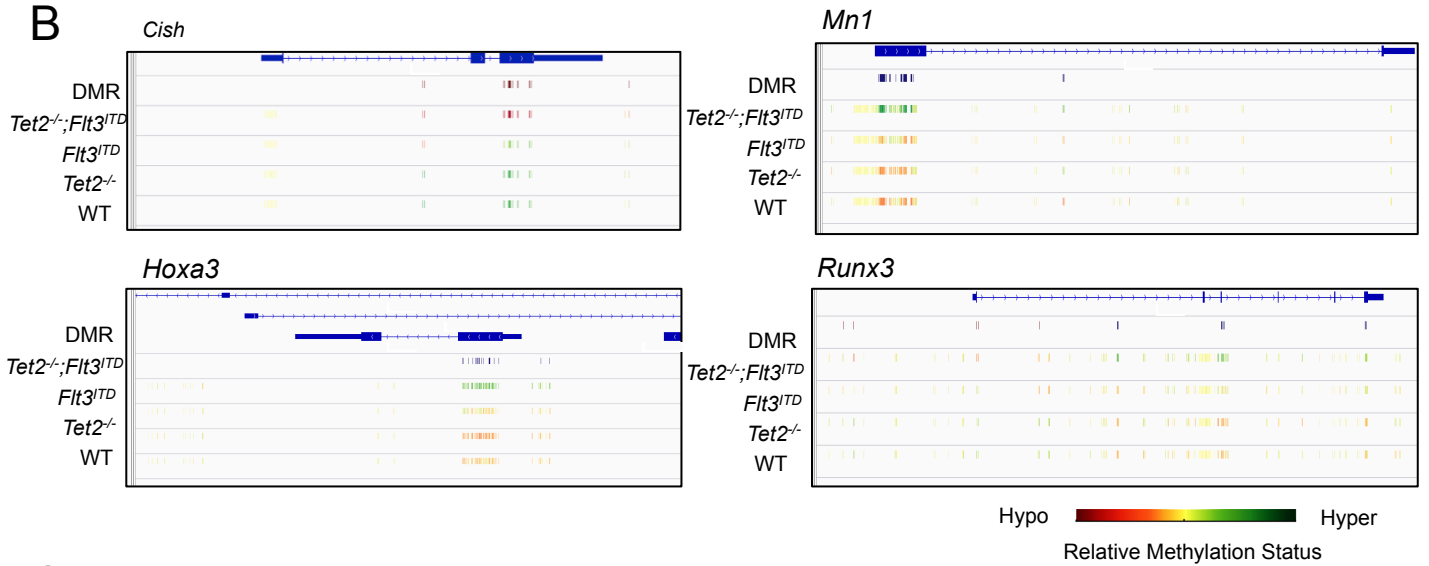 B
Cish
DMR
Tet2-/-;Flt3ITD
Flt3ITD
Tet2-/-
WT
Mn1
DMR
Tet2-/-;Flt3ITD
Flt3ITD
Tet2-/-
WT
Hoxa3
DMR
Tet2-/-;Flt3ITD
Flt3ITD
Tet2-/-
WT
Runx3
DMR
Tet2-/-;Flt3ITD
Flt3ITD
Tet2-/-
WT
Hypo Hyper
Relative Methylation Status